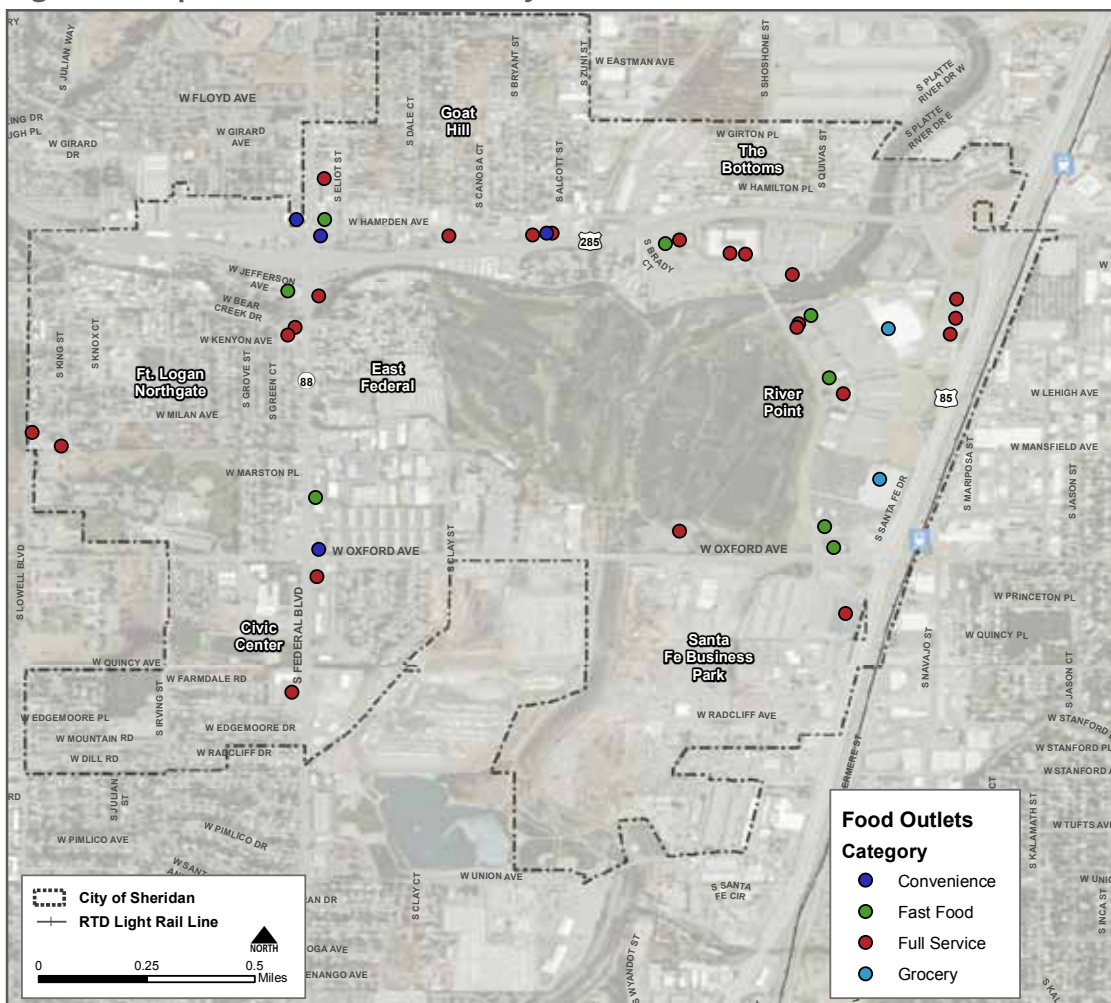 S JULIAN WAY
S BRYANT ST
S ZUNI ST
W EASTMAN AVE
S SHOSHONE ST
S PLATTE
RIVER DR W
W FLOYD AVE
S DALE CT
Goat
Hill
W GIRARD
AVE
W GIRARD
DR
S PLATTE
RIVER DR E
W GIRTON PL
The
Bottoms
S QUIVAS ST
W HAMILTON PL
S ELIOT ST
S CANOSA CT
S ALCOTT ST
W HAMPDEN AVE
285
S BRADY
CT
W JEFFERSON
AVE
W BEAR
CREEK DR
W KENYON AVE
S KING ST
S KNOX CT
Ft. Logan
Northgate
S GROVE ST
S GREEN CT
88
East
Federal
River
Point
85
W LEHIGH AVE
W MILAN AVE
W MANSFIELD AVE
S MARIPOSA ST
S JASON ST
W MARSTON PL
S SANTA FE DR
W OXFORD AVE
S CLAY ST
W OXFORD AVE
S LOWELL BLVD
S FEDERAL BLVD
Civic
Center
W PRINCETON PL
W QUINCY PL
S NAVAJO ST
S JASON CT
Santa
Fe Business
Park
W QUINCY AVE
W FARMDALE RD
S IRVING ST
W EDGEMOORE PL
W EDGEMOORE DR
W MOUNTAIN RD
W RADCLIFF DR
W DILL RD
W RADCLIFF AVE
W STANFORD
W STANFORD PL
W STANFORD A
S JULIAN
ST
W PIMLICO AVE
W PIMLICO DR
S KALAMATH ST
W TUFTS AVE
W UNION AVE
S CLAY CT
S SANTA
FE CIR
S WYANDOT ST
S INCA ST
Food Outlets
Category
Convenience
Fast Food
Full Service
Grocery
City of Sheridan
RTD Light Rail Line
NORTH
0 0.25 0.5
Miles